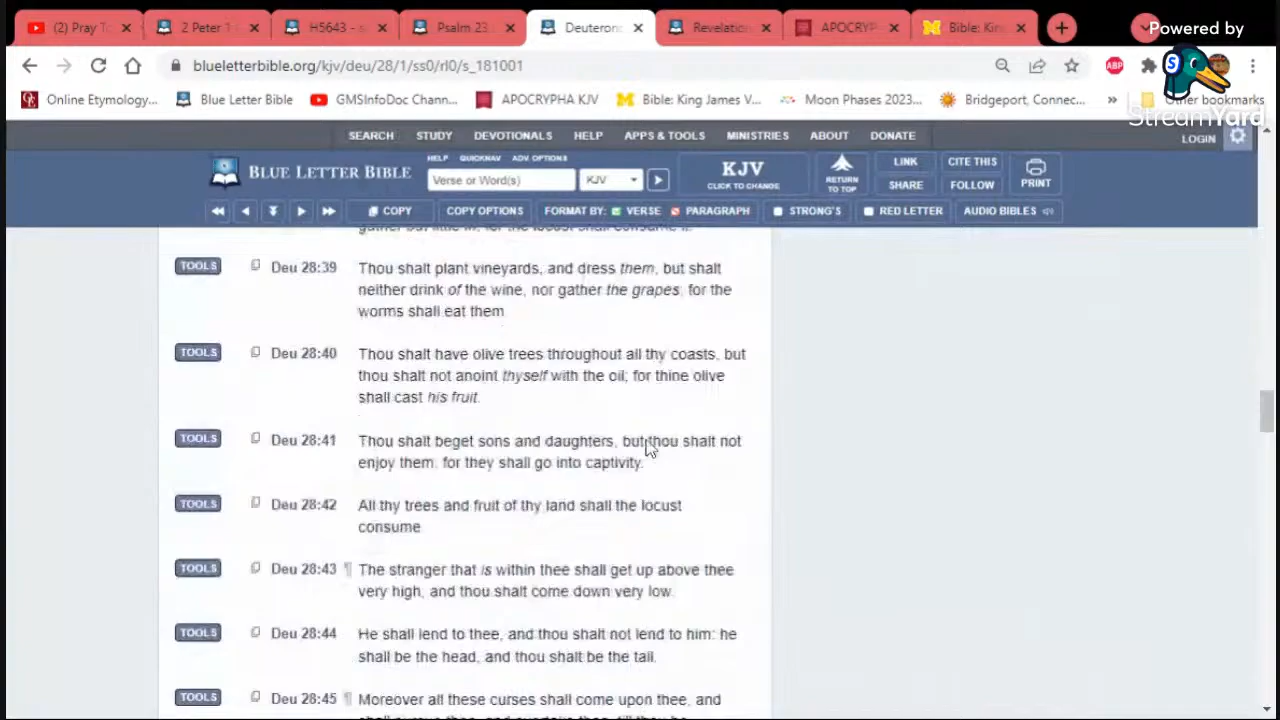 (2) Pray T
2 Peter 1
H5643 - s
Psalm 23
Deuteron
Revelation
APOCRYP
Bible: Kin
Powered by
StreamYard
blueletterbible.org/kjv/deu/28/1/ss0/rl0/s_181001
ABP
Online Etymology...
Blue Letter Bible
GMSInfoDoc Chann...
APOCRYPHA KJV
Bible: King James V...
Moon Phases 2023...
Bridgeport, Connec...
»
Other bookmarks
SEARCH STUDY DEVOTIONALS HELP APPS & TOOLS MINISTRIES ABOUT DONATE
LOGIN
BLUE LETTER BIBLE
HELP QUICKNAV ADV. OPTIONS
Verse or Word(s) KJV
KJV
CLICK TO CHANGE
RETURN
TO TOP
LINK CITE THIS
SHARE FOLLOW
PRINT
COPY COPY OPTIONS FORMAT BY: VERSE PARAGRAPH STRONG'S RED LETTER AUDIO BIBLES
TOOLS Deu 28:39 Thou shalt plant vineyards, and dress them, but shalt
neither drink of the wine, nor gather the grapes; for the
worms shall eat them
TOOLS Deu 28:40 Thou shalt have olive trees throughout all thy coasts, but
thou shalt not anoint thyself with the oil; for thine olive
shall cast his fruit.
TOOLS Deu 28:41 Thou shalt beget sons and daughters, but thou shalt not
enjoy them; for they shall go into captivity.
TOOLS Deu 28:42 All thy trees and fruit of thy land shall the locust
consume
TOOLS Deu 28:43 ¶ The stranger that is within thee shall get up above thee
very high; and thou shalt come down very low.
TOOLS Deu 28:44 He shall lend to thee, and thou shalt not lend to him: he
shall be the head, and thou shalt be the tail.
TOOLS Deu 28:45 ¶ Moreover all these curses shall come upon thee, and